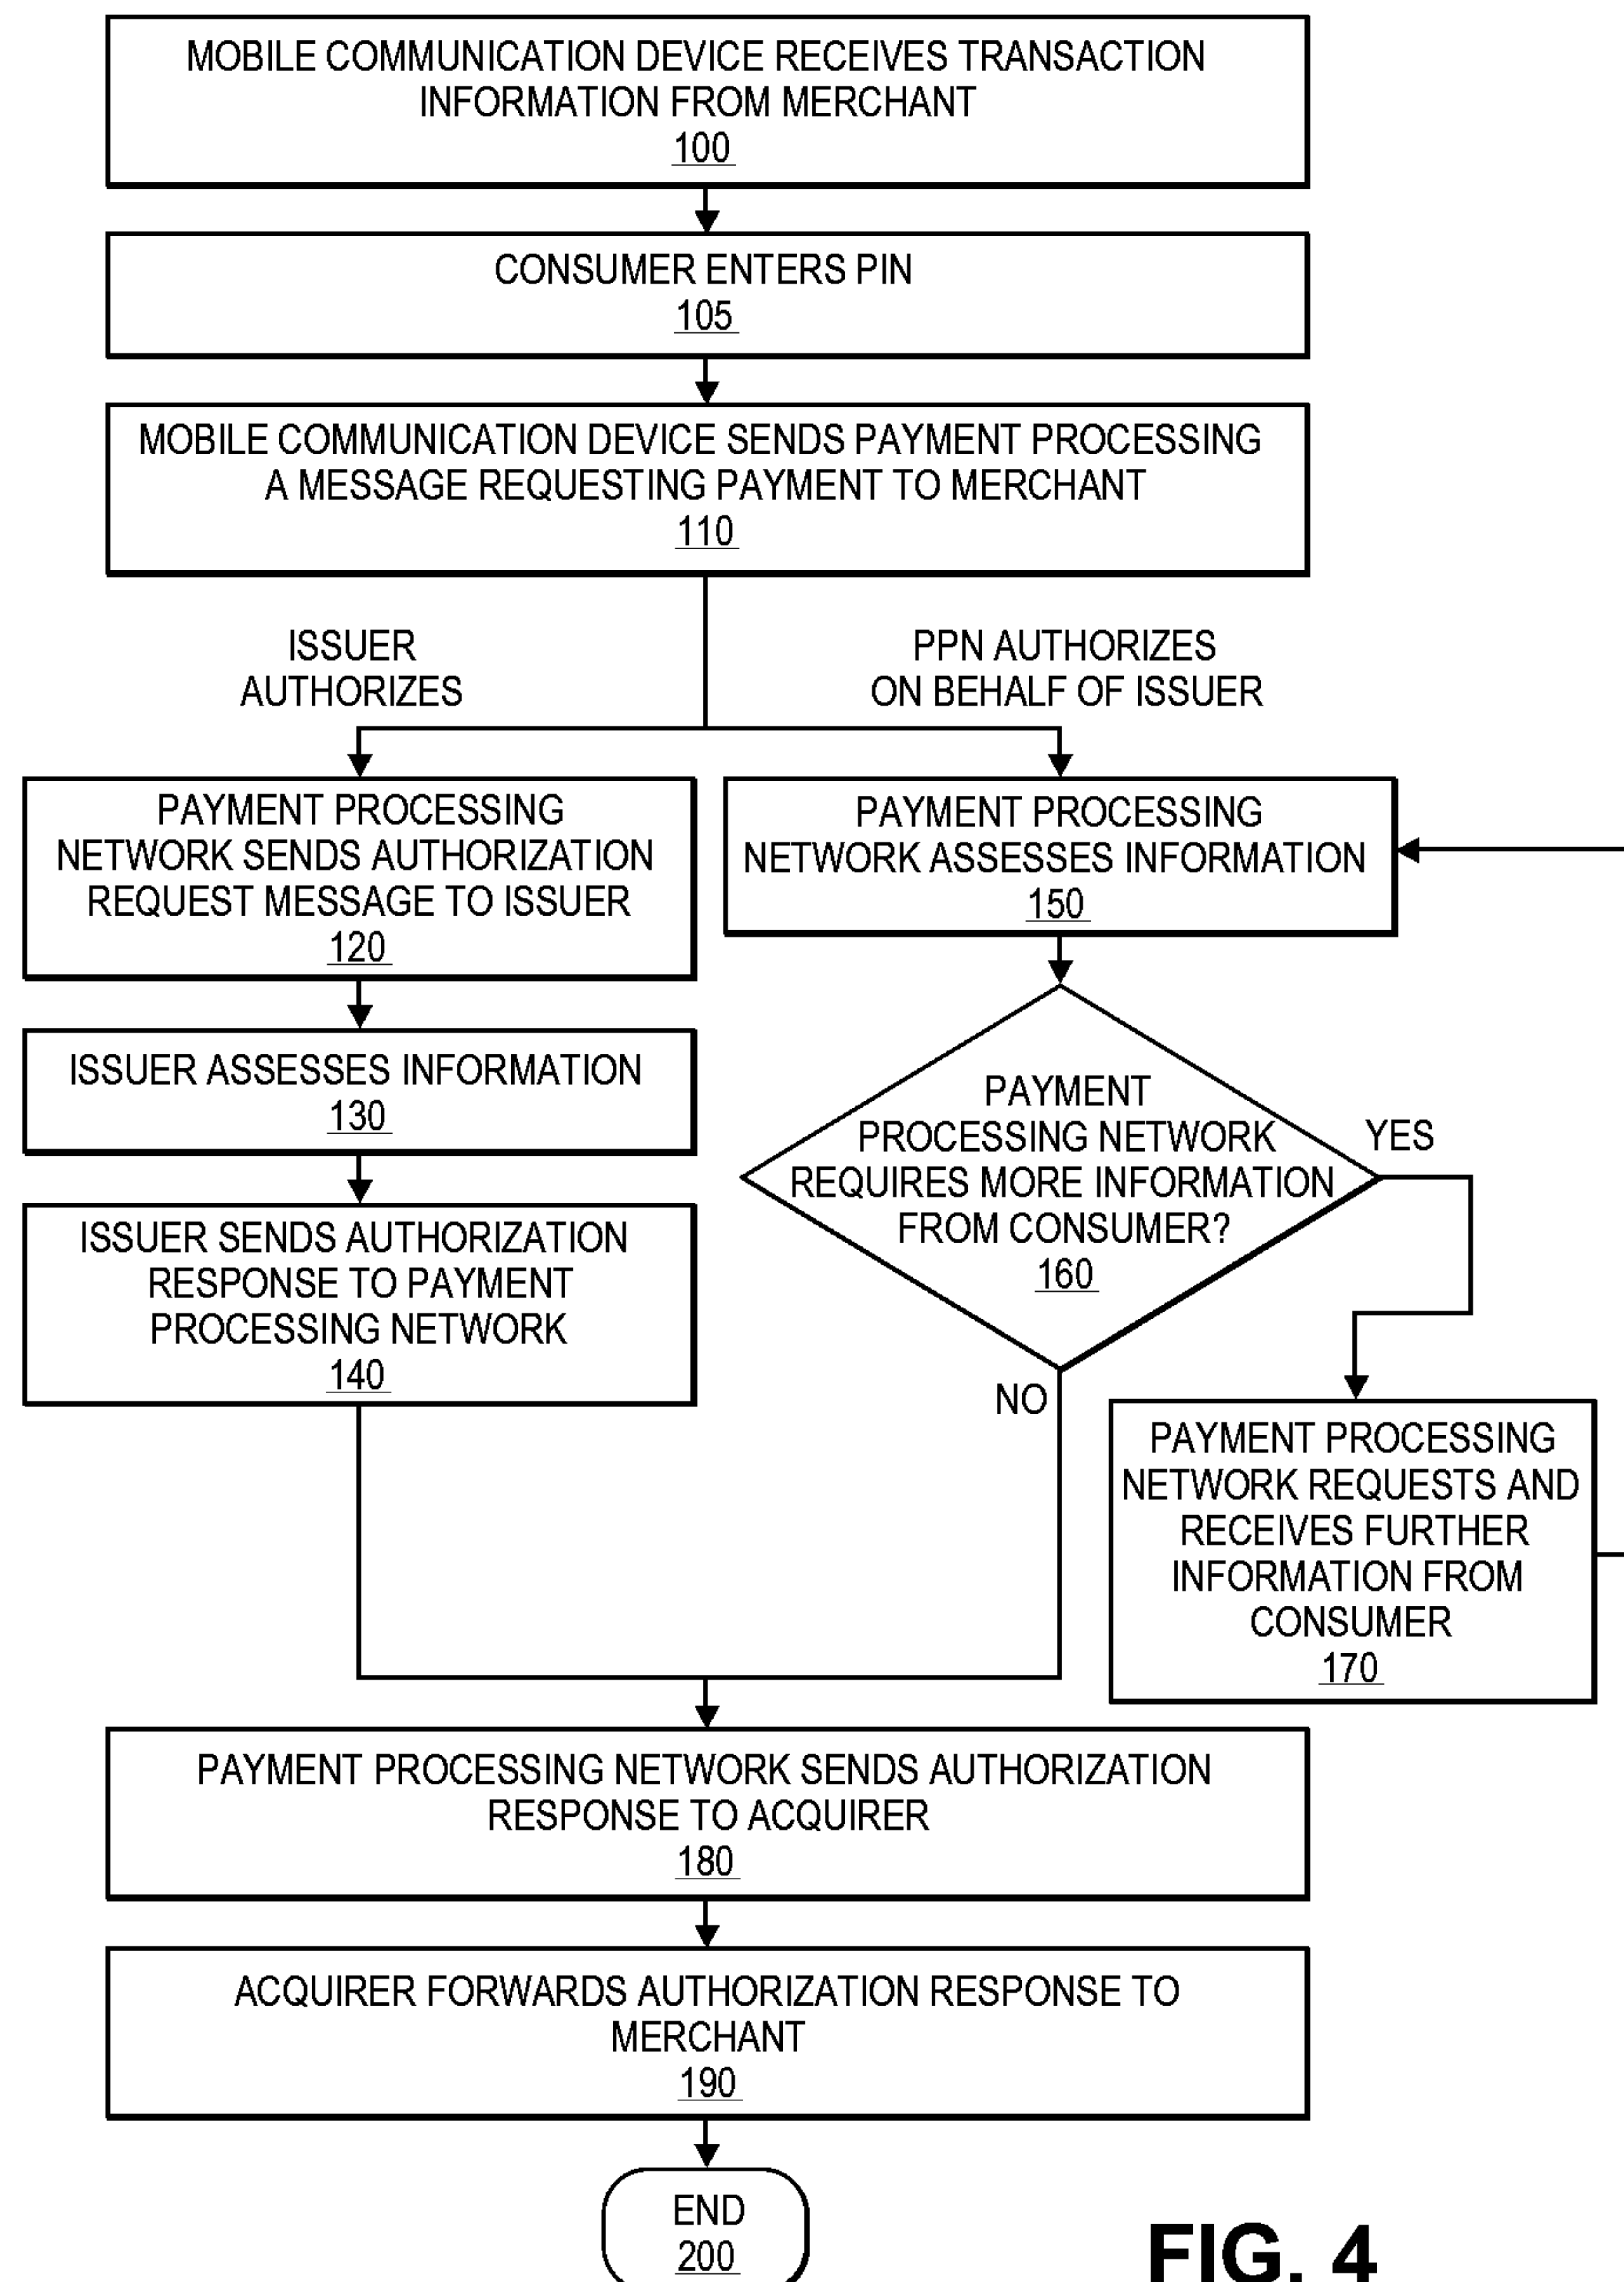 MOBILE COMMUNICATION DEVICE RECEIVES TRANSACTION
INFORMATION FROM MERCHANT
100
CONSUMER ENTERS PIN
105
MOBILE COMMUNICATION DEVICE SENDS PAYMENT PROCESSING
A MESSAGE REQUESTING PAYMENT TO MERCHANT
110
ISSUER
AUTHORIZES
PPN AUTHORIZES
ON BEHALF OF ISSUER
PAYMENT PROCESSING
NETWORK SENDS AUTHORIZATION
REQUEST MESSAGE TO ISSUER
120
PAYMENT PROCESSING
NETWORK ASSESSES INFORMATION
150
ISSUER ASSESSES INFORMATION
130
PAYMENT
PROCESSING NETWORK
REQUIRES MORE INFORMATION
FROM CONSUMER?
160
YES
NO
ISSUER SENDS AUTHORIZATION
RESPONSE TO PAYMENT
PROCESSING NETWORK
140
PAYMENT PROCESSING
NETWORK REQUESTS AND
RECEIVES FURTHER
INFORMATION FROM
CONSUMER
170
PAYMENT PROCESSING NETWORK SENDS AUTHORIZATION
RESPONSE TO ACQUIRER
180
ACQUIRER FORWARDS AUTHORIZATION RESPONSE TO
MERCHANT
190
END
200
FIG. 4